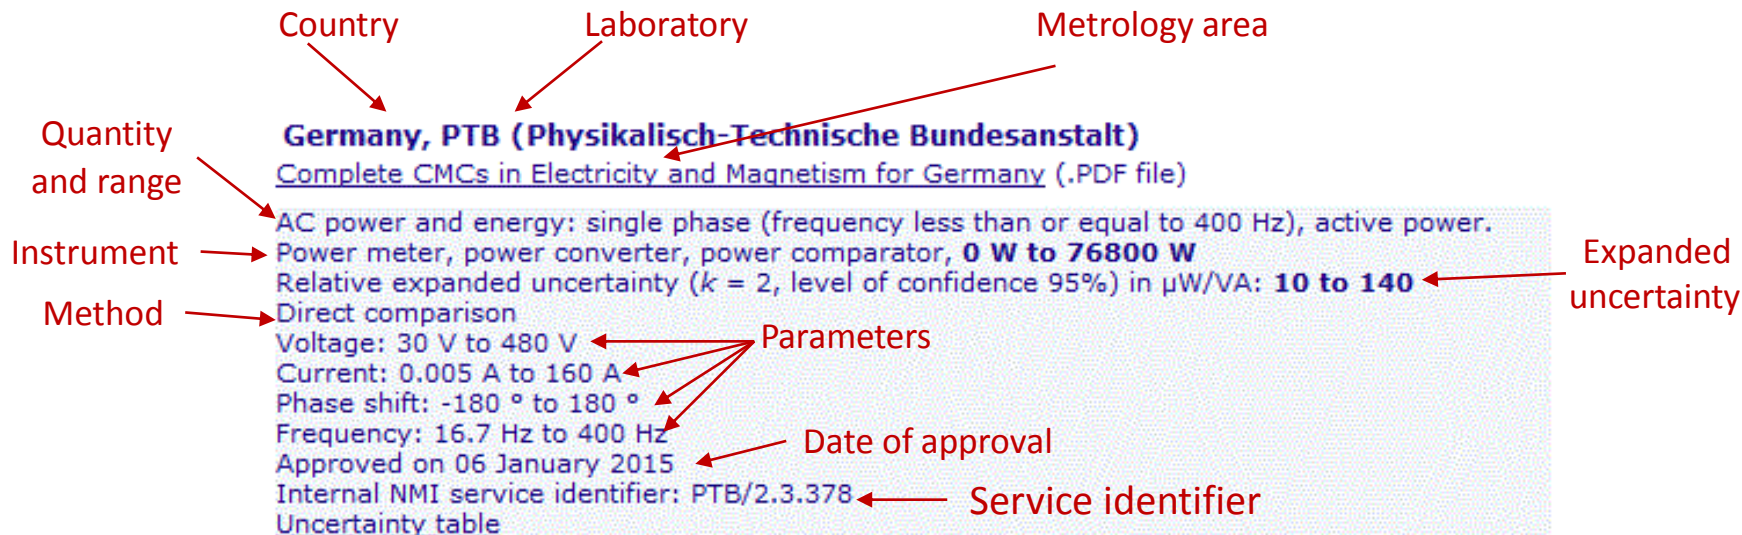 Country
Laboratory
Metrology area
Quantity
and range
Germany, PTB (Physikalisch-Technische Bundesanstalt)
Complete CMCs in Electricity and Magnetism for Germany (.PDF file)
AC power and energy: single phase (frequency less than or equal to 400 Hz), active power.
Instrument
Power meter, power converter, power comparator, 0 W to 76800 W
Expanded
uncertainty
Relative expanded uncertainty (k = 2, level of confidence 95%) in µW/VA: 10 to 140
Method
Direct comparison
Voltage: 30 V to 480 V
Parameters
Current: 0.005 A to 160 A
Phase shift: -180 ° to 180 °
Frequency: 16.7 Hz to 400 Hz
Date of approval
Approved on 06 January 2015
Internal NMI service identifier: PTB/2.3.378
Service identifier
Uncertainty table